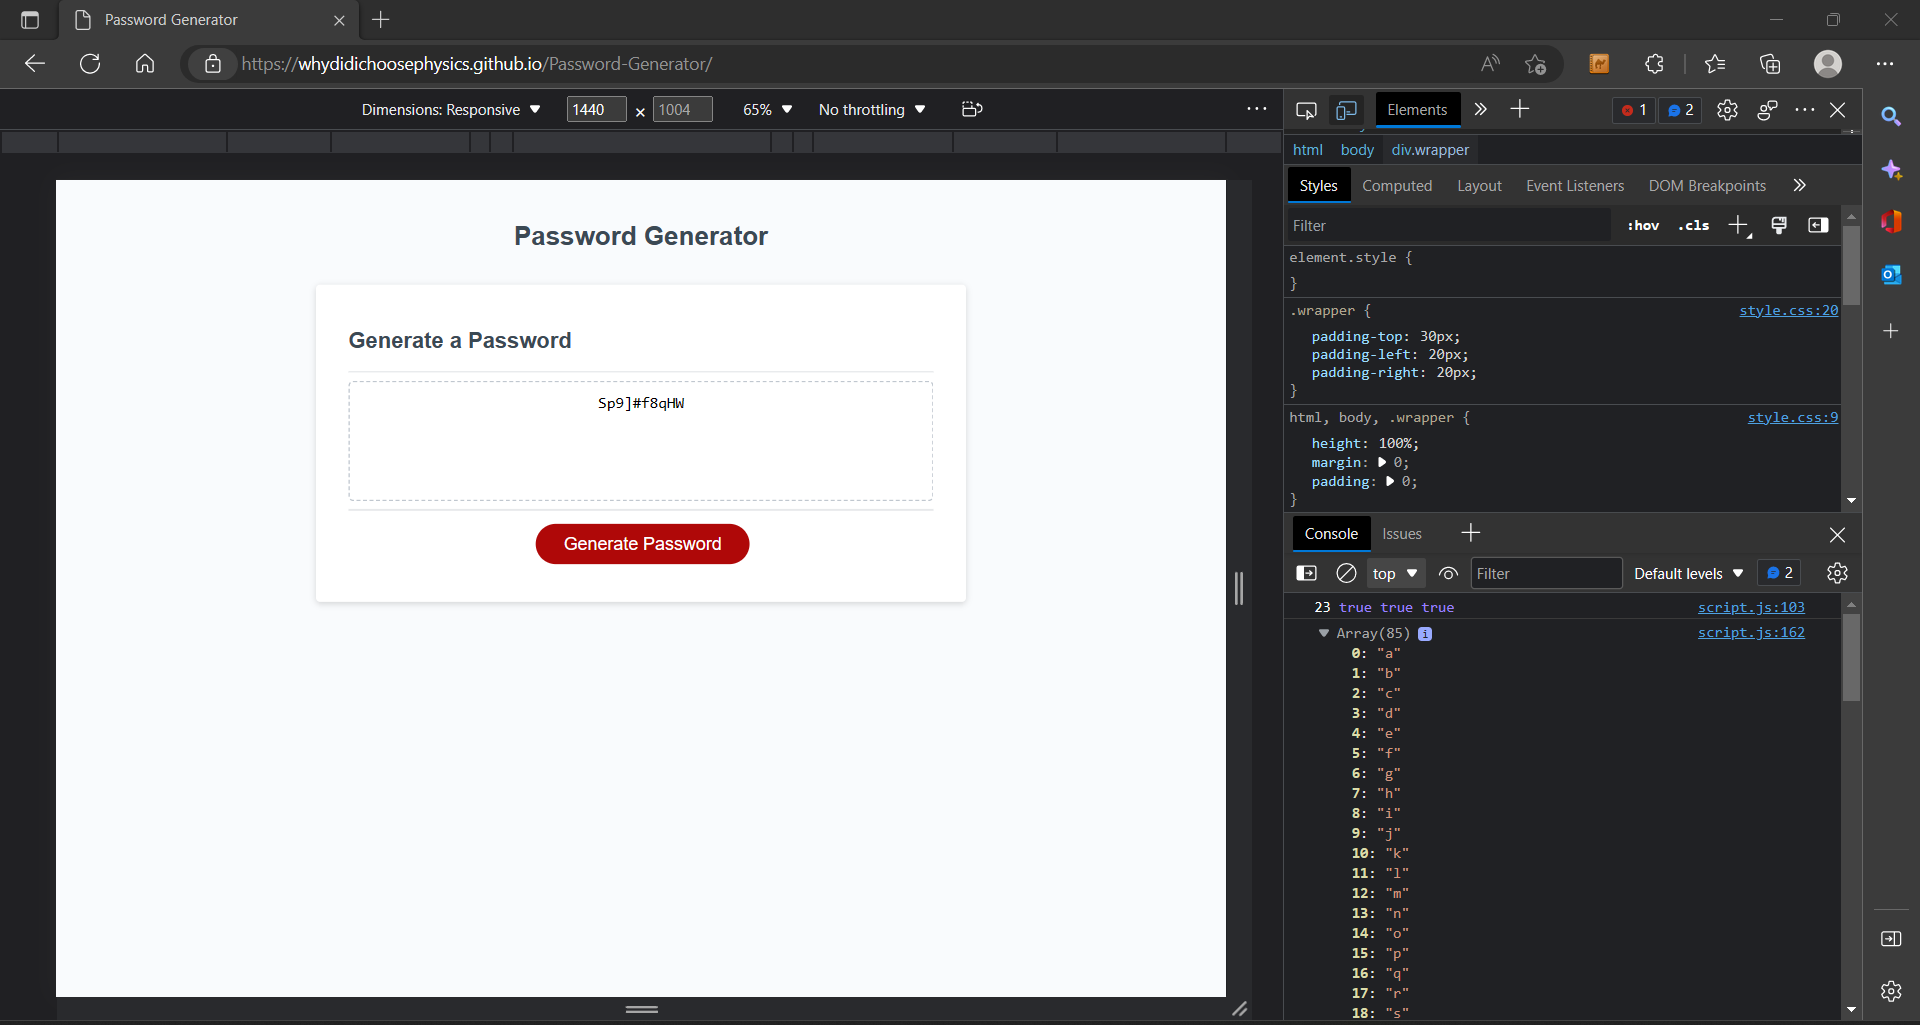 Password Generator
https://whydidichoosephysics.github.io/Password-Generator/
Dimensions: Responsive 1440 x 1004 65% No throttling
Elements 1 2
html body div.wrapper
Styles Computed Layout Event Listeners DOM Breakpoints
Filter :hov .cls
element.style {
}
.wrapper { style.css:20
padding-top: 30px;
padding-left: 20px;
padding-right: 20px;
}
html, body, .wrapper { style.css:9
height: 100%;
margin: 0;
padding: 0;
}
Password Generator
Generate a Password
Sp9]#f8qHW
Generate Password
Console Issues
top Filter Default levels 2
23 true true true script.js:103
Array(85) i script.js:162
0: "a"
1: "b"
2: "c"
3: "d"
4: "e"
5: "f"
6: "g"
7: "h"
8: "i"
9: "j"
10: "k"
11: "l"
12: "m"
13: "n"
14: "o"
15: "p"
16: "q"
17: "r"
18: "s"